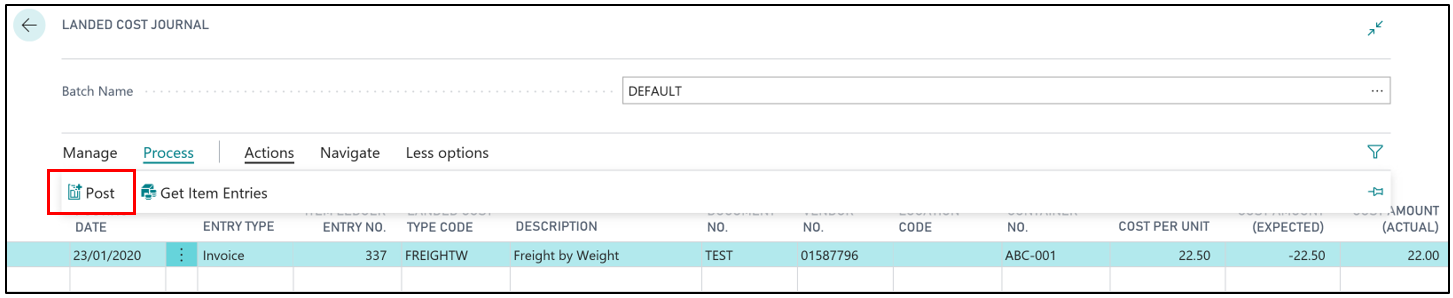 LANDED COST JOURNAL
Batch Name DEFAULT ...
Manage Process Actions Navigate Less options
Post Get Item Entries
ITEM LEDGER LANDED COST DOCUMENT VENDOR LOCATION CONTAINER COST AMOUNT COST AMOUNT
DATE ENTRY TYPE ENTRY NO. TYPE CODE DESCRIPTION NO. NO. CODE NO. COST PER UNIT (EXPECTED) (ACTUAL)
23/01/2020 Invoice 337 FREIGHTW Freight by Weight TEST 01587796 ABC-001 22.50 -22.50 22.00